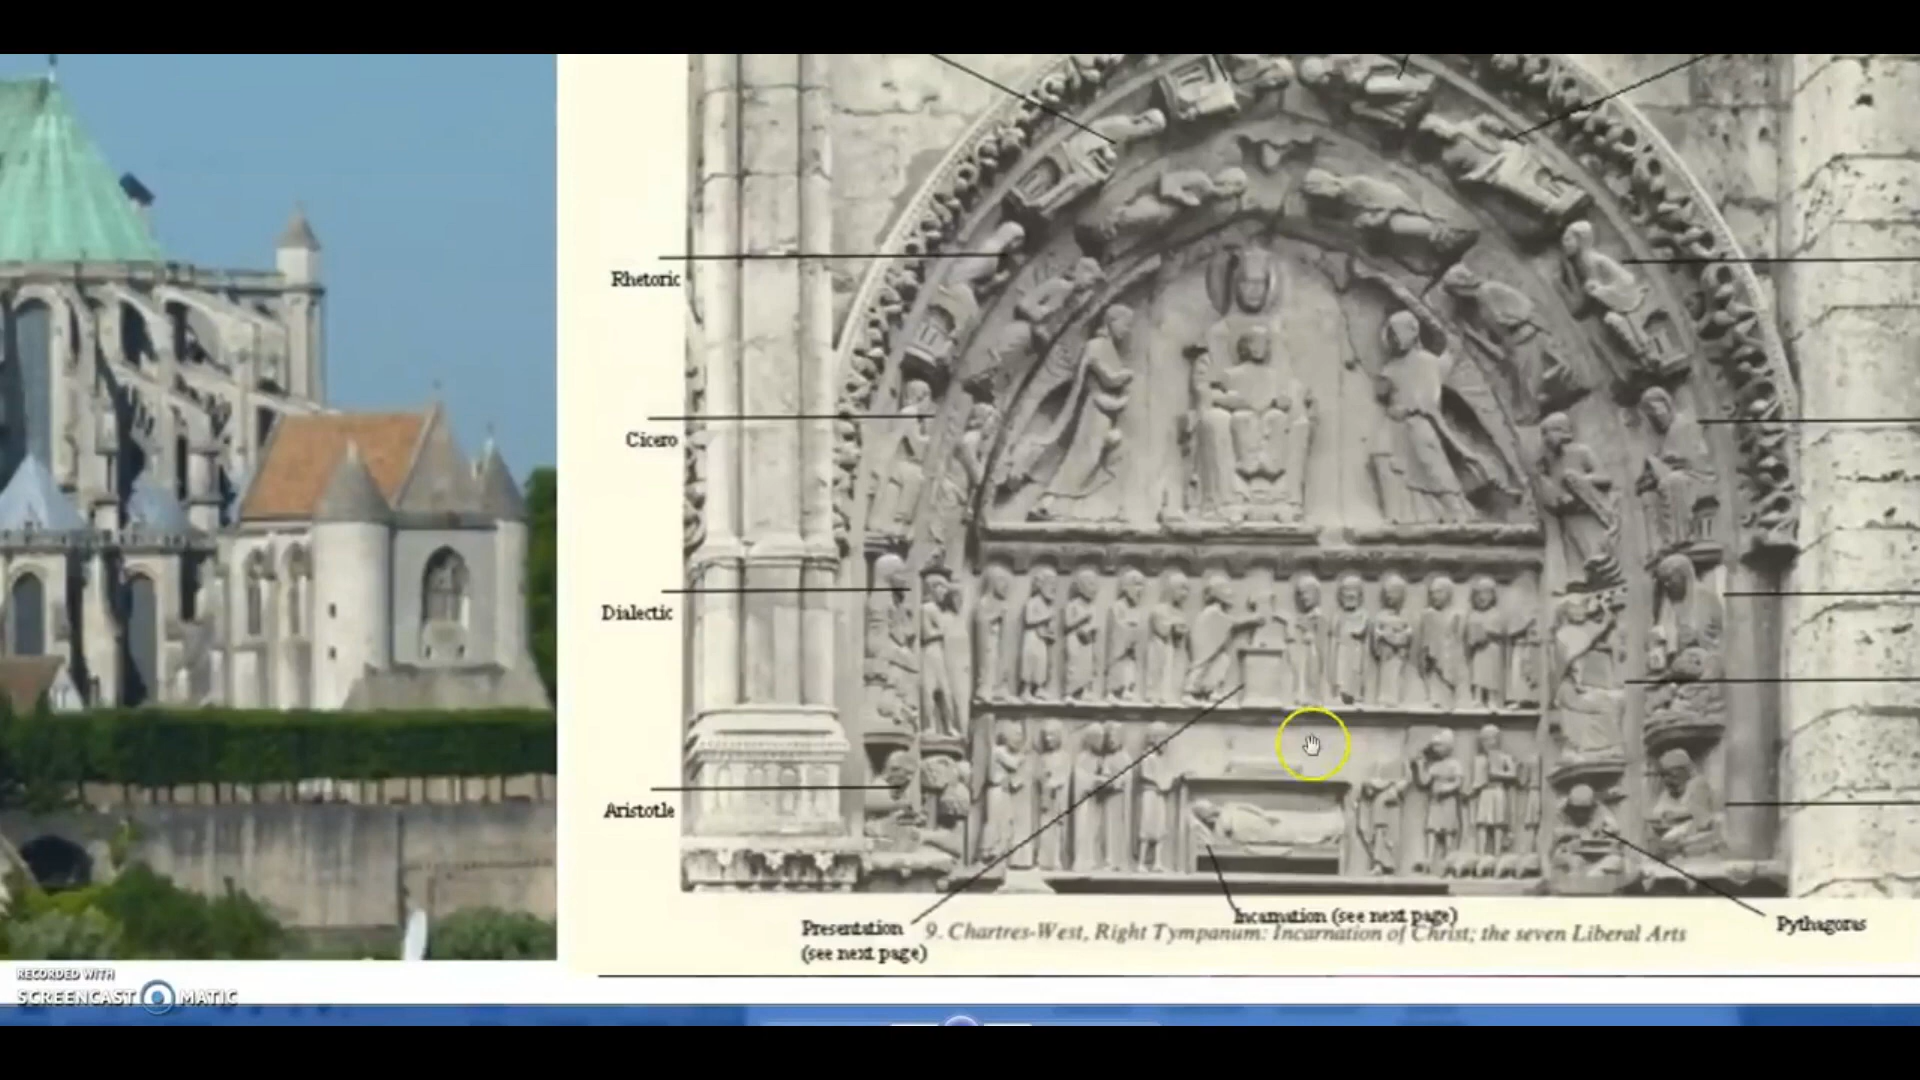 Rhetoric
Cicero
Dialectic
Aristotle
Presentation
(see next page)
Incarnation (see next page)
9. Chartres-West, Right Tympanum: Incarnation of Christ; the seven Liberal Arts
Pythagoras
RECORDED WITH
SCREENCAST MATIC